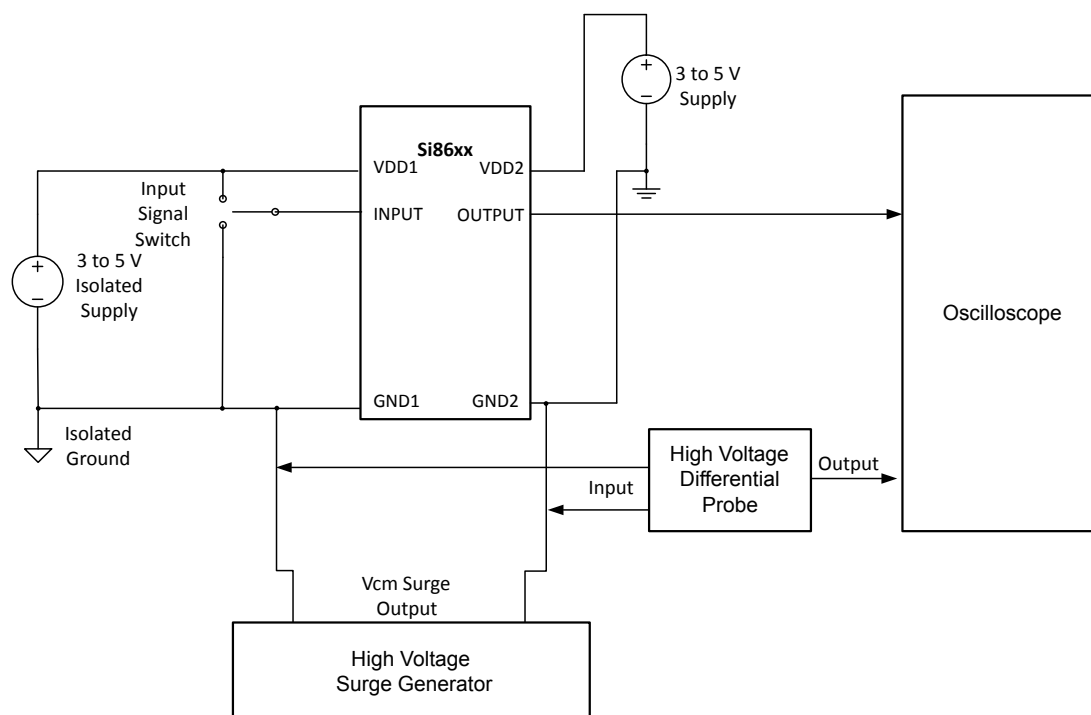 3 to 5 V
Supply
+
−
Si86xx
VDD1
VDD2
INPUT
OUTPUT
Input
Signal
Switch
+
−
3 to 5 V
Isolated
Supply
Oscilloscope
GND1
GND2
Isolated
Ground
High Voltage
Differential
Probe
Input
Output
Vcm Surge
Output
High Voltage
Surge Generator